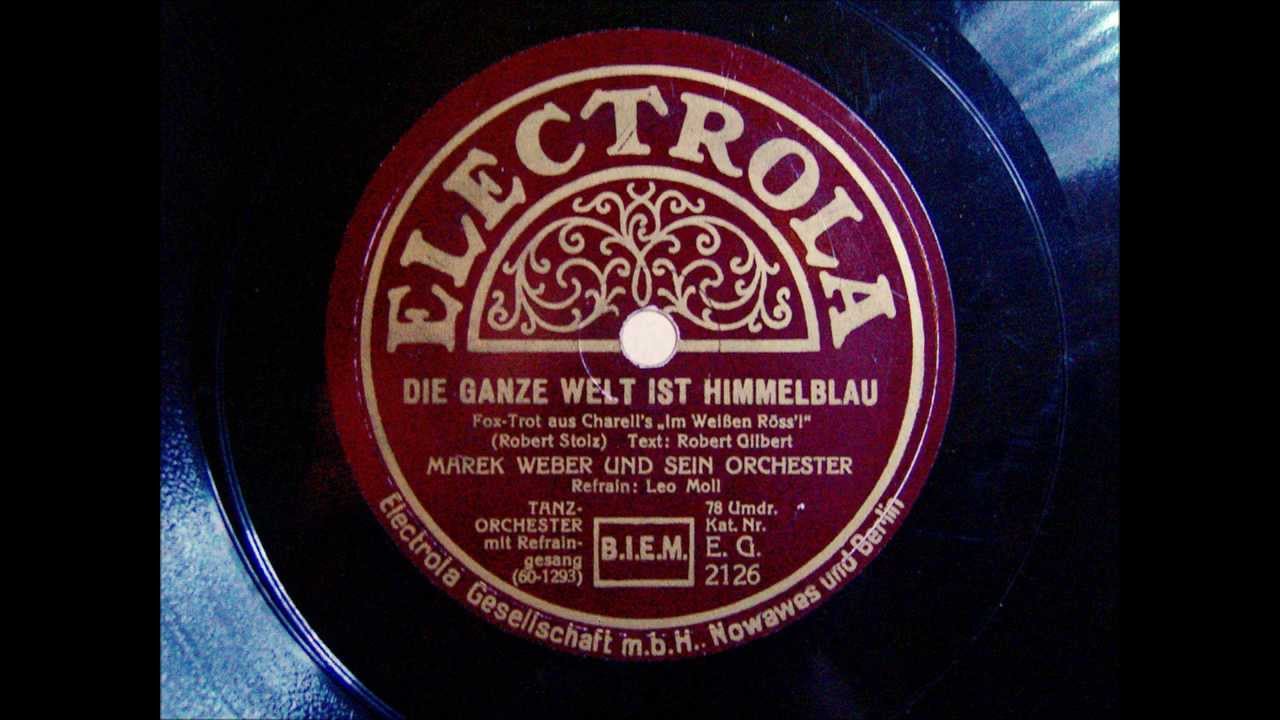 ELECTROLA
DIE GANZE WELT IST HIMMELBLAU
Fox-Trot aus Charell's „Im Weißen Röss'l"
(Robert Stolz) Text: Robert Gilbert
MAREK WEBER UND SEIN ORCHESTER
Refrain: Leo Moll
TANZ-
ORCHESTER
mit Refrain-
gesang
(60-1293)
B.I.E.M.
78 Umdr.
Kat. Nr.
E. G.
2126
Electrola Gesellschaft m.b.H., Nowawes und Berlin